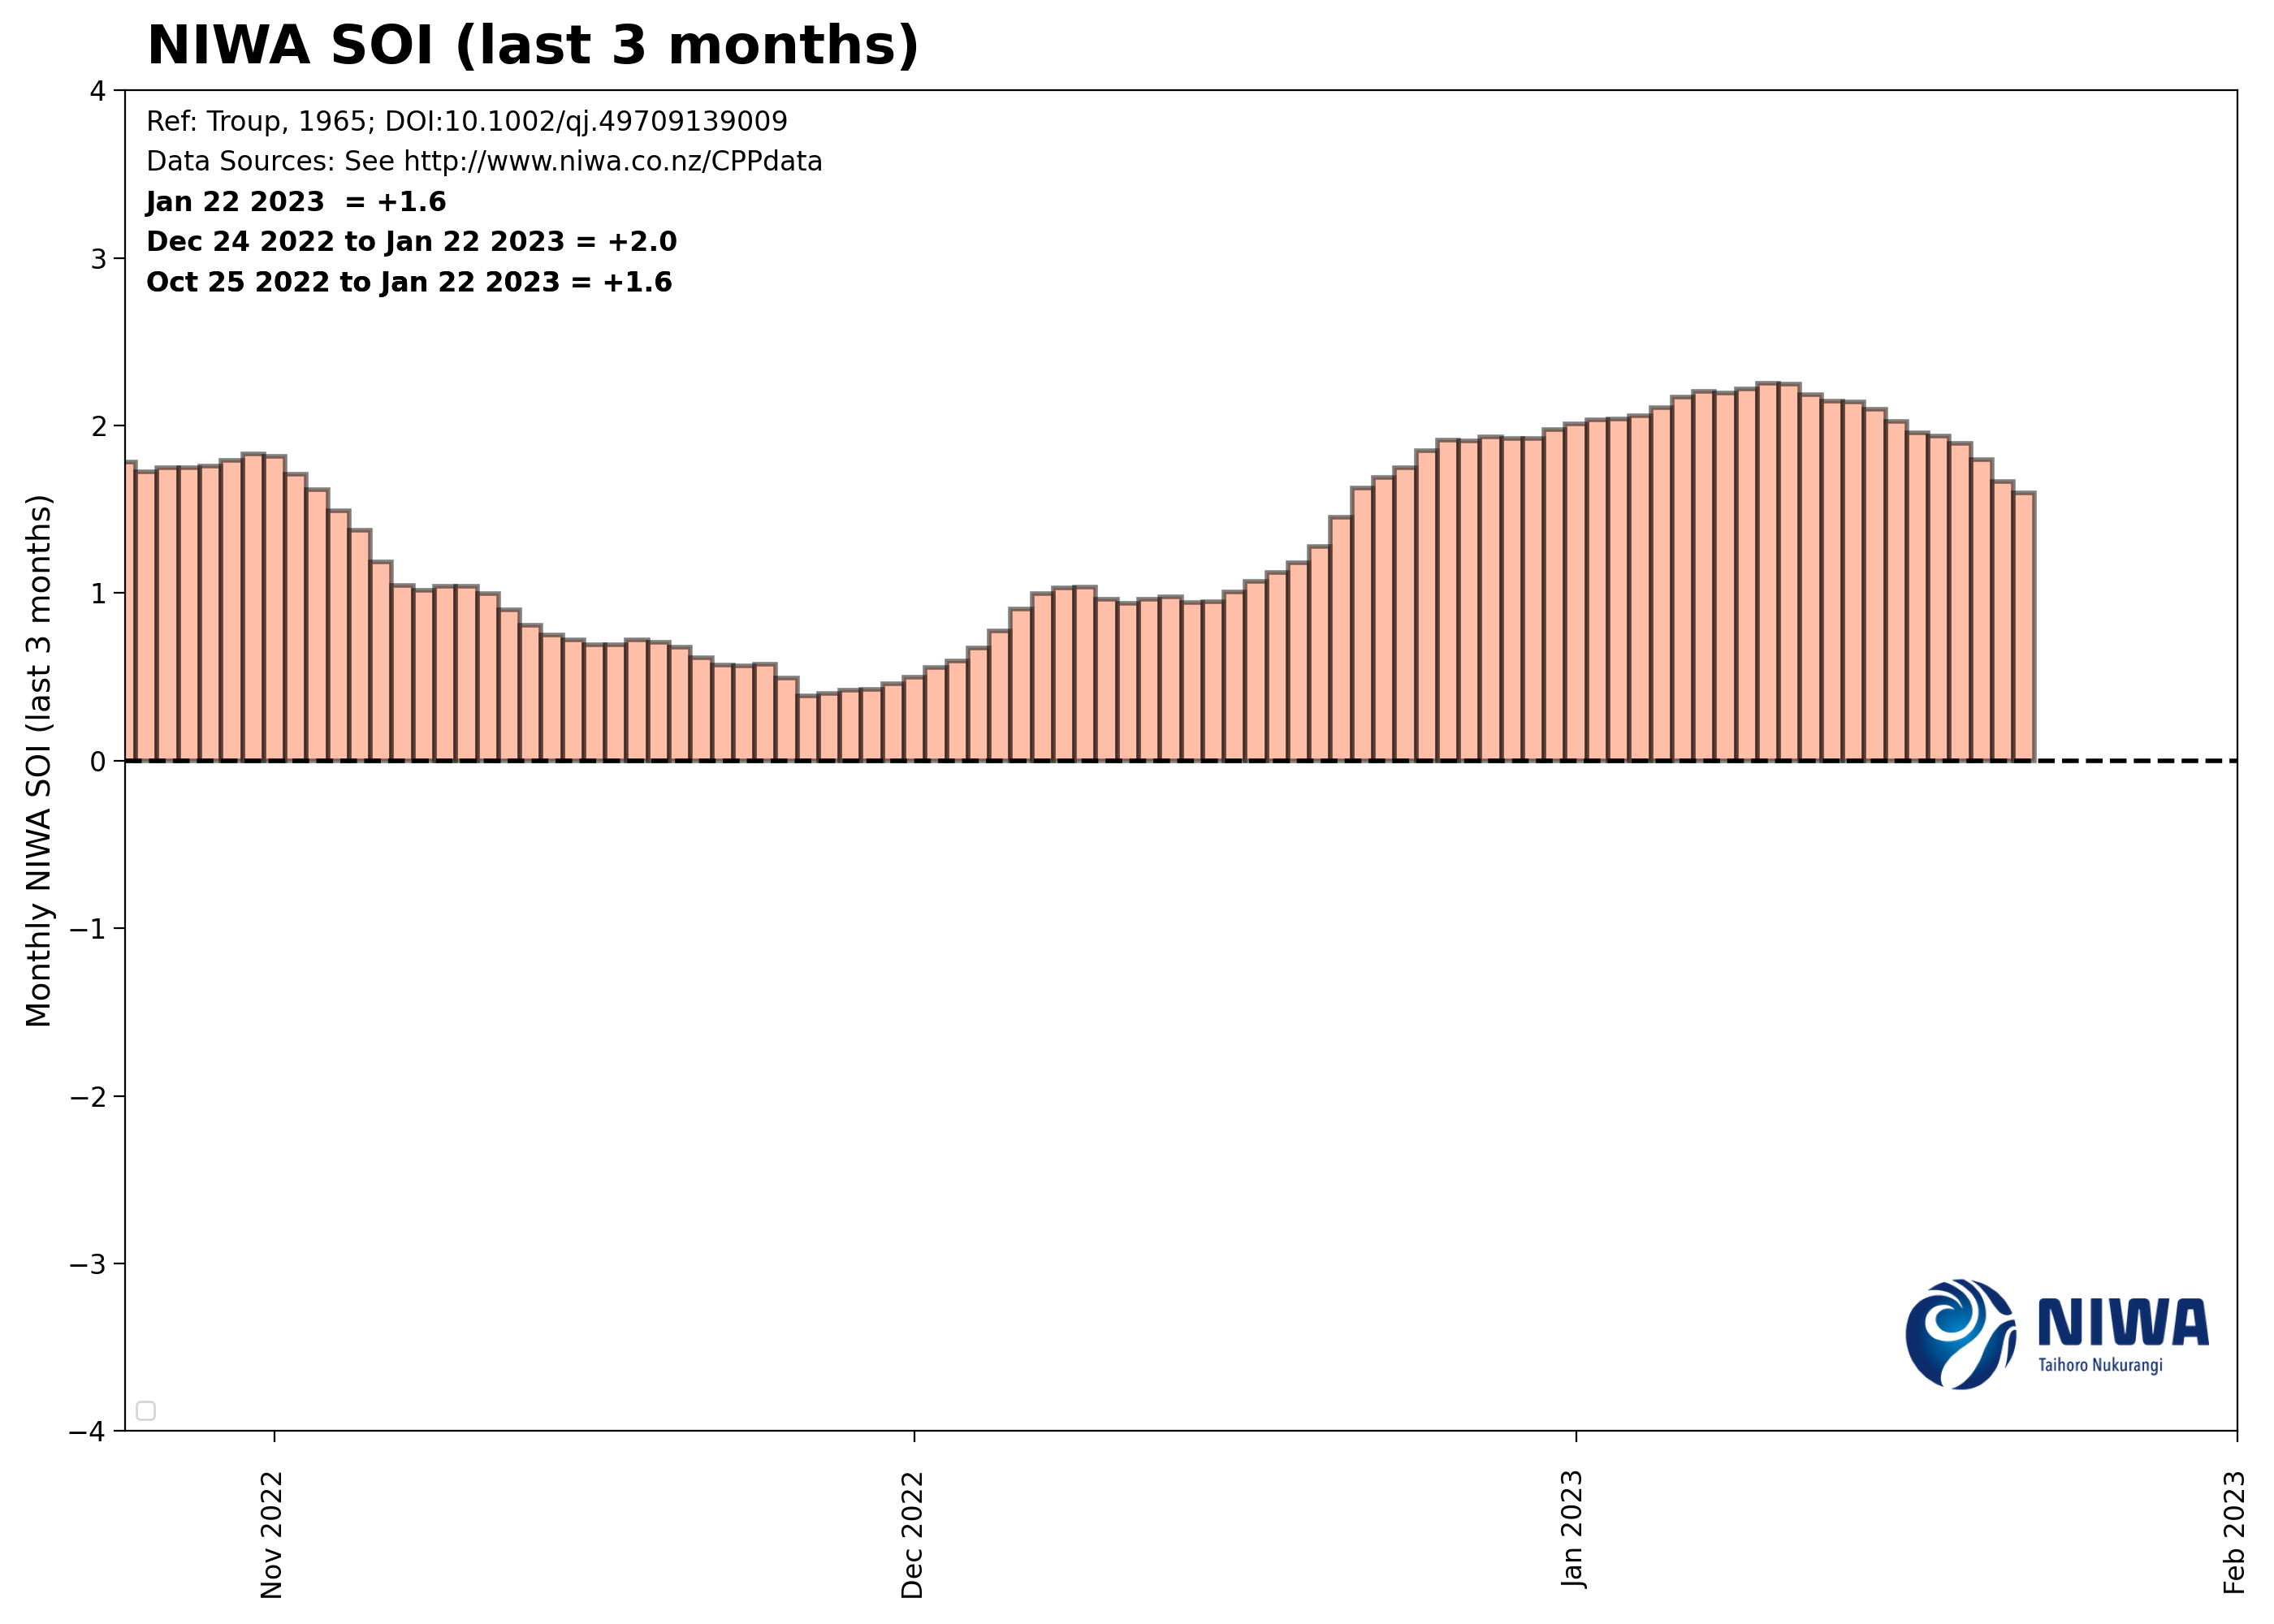 NIWA SOI (last 3 months)
Ref: Troup, 1965; DOI:10.1002/qj.49709139009
Data Sources: See http://www.niwa.co.nz/CPPdata
Jan 22 2023  = +1.6
Dec 24 2022 to Jan 22 2023 = +2.0
Oct 25 2022 to Jan 22 2023 = +1.6
Monthly NIWA SOI (last 3 months)
4
3
2
1
0
−1
−2
−3
−4
Nov 2022
Dec 2022
Jan 2023
Feb 2023
NIWA
Taihoro Nukurangi